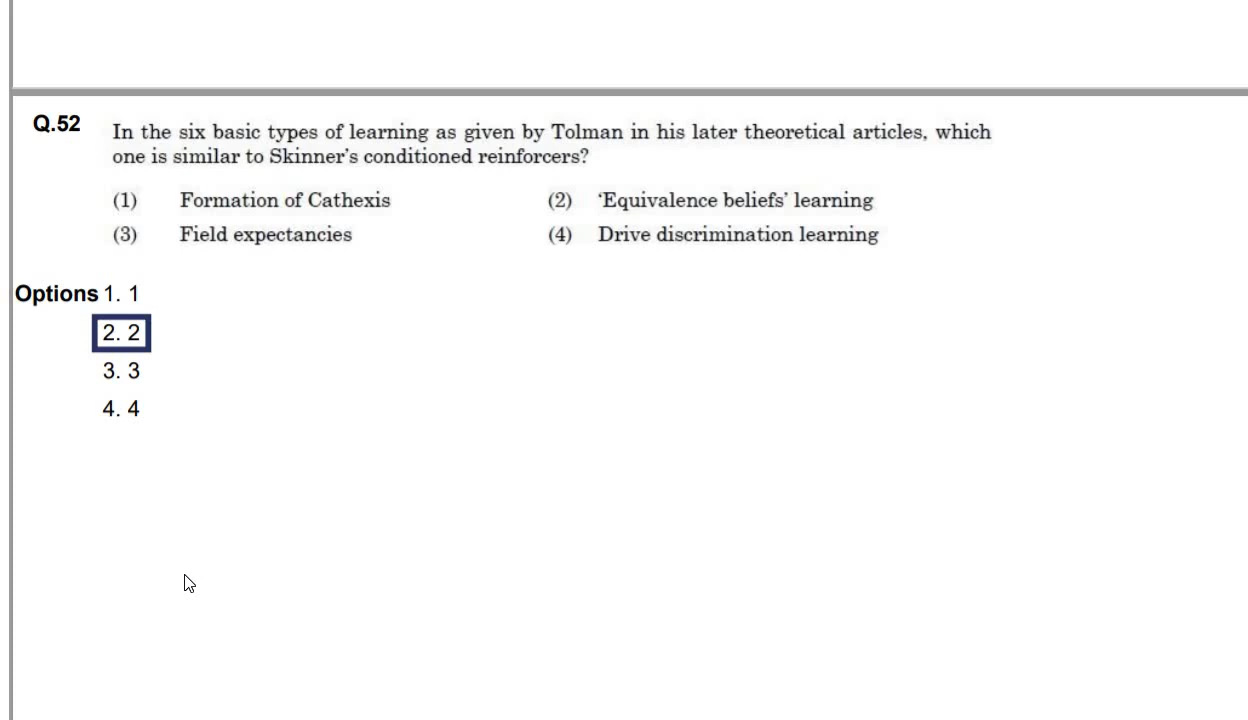 Q.52
In the six basic types of learning as given by Tolman in his later theoretical articles, which
one is similar to Skinner's conditioned reinforcers?
(1) Formation of Cathexis (2) 'Equivalence beliefs' learning
(3) Field expectancies (4) Drive discrimination learning
Options 1. 1
2. 2
3. 3
4. 4